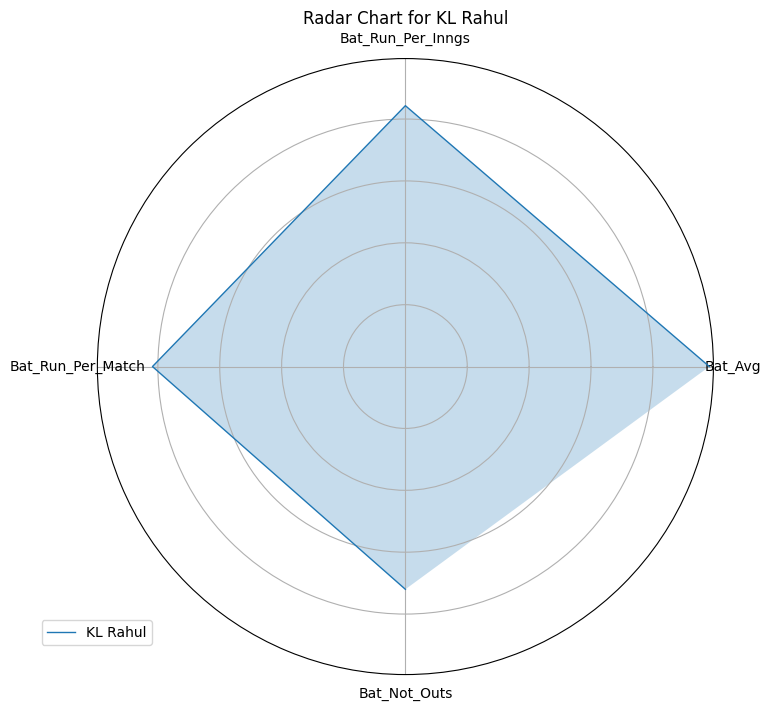 Radar Chart for KL Rahul
Bat_Run_Per_Inngs
Bat_Run_Per_Match
Bat_Avg
KL Rahul
Bat_Not_Outs